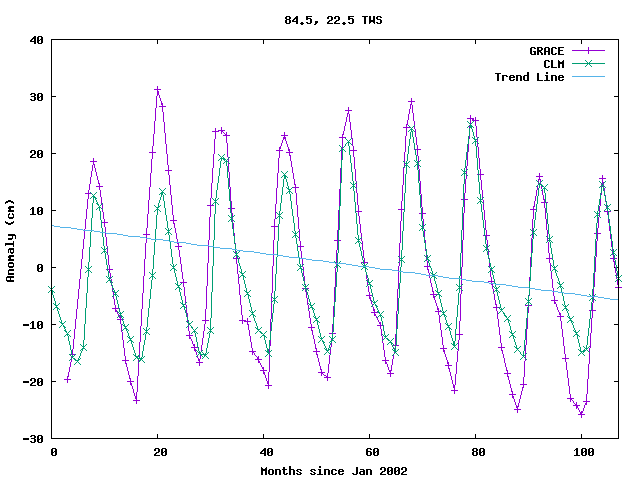 84.5, 22.5 TWS
GRACE
CLM
Trend Line
40
30
20
10
0
-10
-20
-30
Anomaly (cm)
0 20 40 60 80 100
Months since Jan 2002